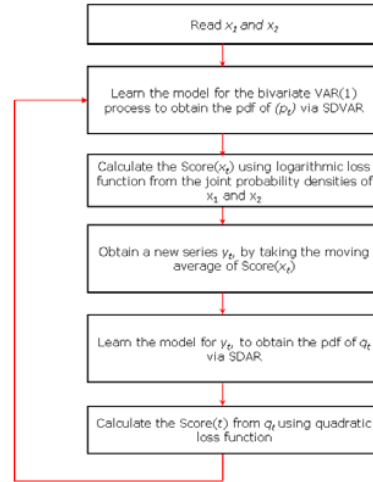 Read x₁ and x₂
Learn the model for the bivariate VAR(1)
process to obtain the pdf of (pₜ) via SDVAR
Calculate the Score(xₜ) using logarithmic loss
function from the joint probability densities of
x₁ and x₂
Obtain a new series yₜ, by taking the moving
average of Score(xₜ)
Learn the model for yₜ, to obtain the pdf of qₜ
via SDAR
Calculate the Score(t) from qₜ using quadratic
loss function